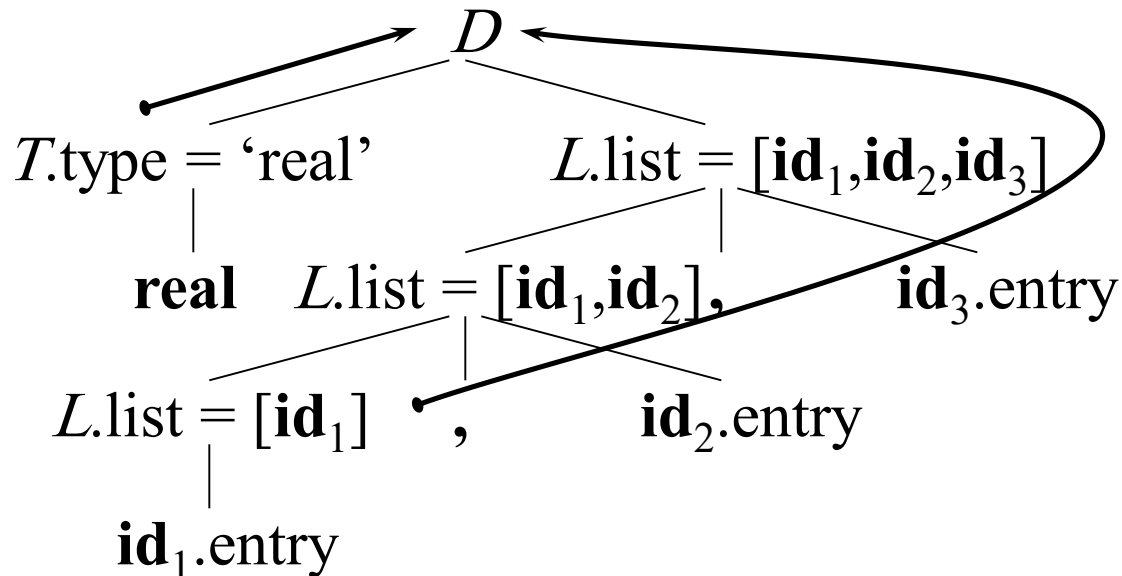 D
T.type = ‘real’ L.list = [id₁,id₂,id₃]
real L.list = [id₁,id₂], id₃.entry
L.list = [id₁] , id₂.entry
id₁.entry